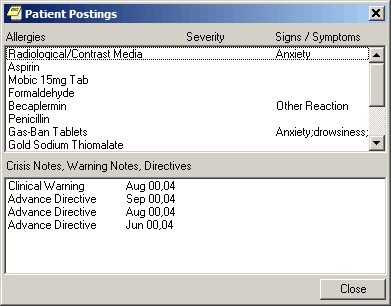 Patient Postings
Allergies Severity Signs / Symptoms
Radiological/Contrast Media Anxiety
Aspirin
Mobic 15mg Tab
Formaldehyde
Becaplermin Other Reaction
Penicillin
Gas-Ban Tablets Anxiety;drowsiness;
Gold Sodium Thiomalate
Crisis Notes, Warning Notes, Directives
Clinical Warning Aug 00,04
Advance Directive Sep 00,04
Advance Directive Aug 00,04
Advance Directive Jun 00,04
Close